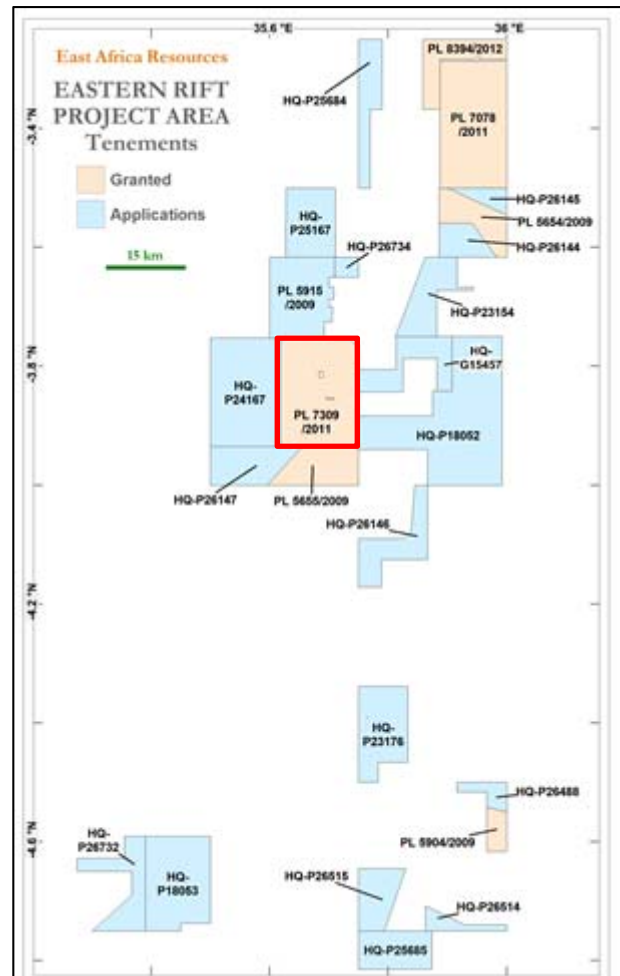 35.6 °E
36 °E
East Africa Resources
EASTERN RIFT
PROJECT AREA
Tenements
Granted
Applications
15 km
PL 8394/2012
HQ-P25684
-3.4 °N
PL 7078
/2011
HQ-P26145
PL 5654/2009
HQ-P26144
HQ-
P25167
HQ-P26734
PL 5915
/2009
HQ-P23154
-3.8 °N
HQ-
G15457
HQ-
P24167
PL 7309
/2011
HQ-P18052
HQ-P26147
PL 5655/2009
HQ-P26146
-4.2 °N
HQ-
P23176
HQ-P26488
PL 5904/2009
-4.6 °N
HQ-
P26732
HQ-
P18053
HQ-P26515
HQ-P26514
HQ-P25685